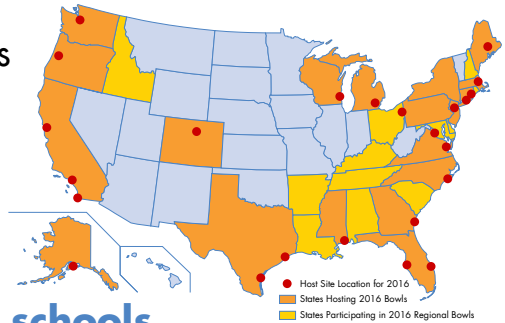 s
Host Site Location for 2016
States Hosting 2016 Bowls
States Participating in 2016 Regional Bowls
schools